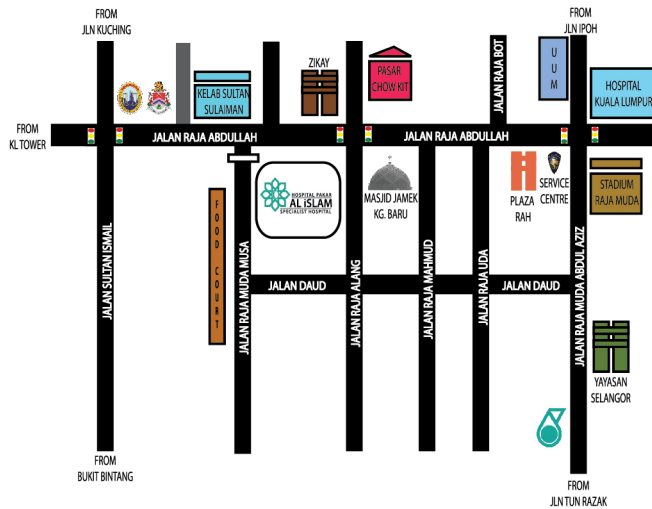 FROM
JLN KUCHING
FROM
JLN IPOH
ZIKAY
JALAN RAJA BOT
U
U
M
PASAR
CHOW KIT
KELAB SULTAN
SULAIMAN
HOSPITAL
KUALA LUMPUR
FROM
KL TOWER
JALAN RAJA ABDULLAH
JALAN RAJA ABDULLAH
HOSPITAL PAKAR
AL iSLAM
SPECIALIST HOSPITAL
MASJID JAMEK
KG. BARU
PLAZA
RAH
SERVICE
CENTRE
STADIUM
RAJA MUDA
FOOD COURT
JALAN SULTAN ISMAIL
JALAN RAJA MUDA MUSA
JALAN DAUD
JALAN RAJA ALANG
JALAN RAJA MAHMUD
JALAN RAJA UDA
JALAN DAUD
JALAN RAJA MUDA ABDUL AZIZ
YAYASAN
SELANGOR
FROM
BUKIT BINTANG
FROM
JLN TUN RAZAK